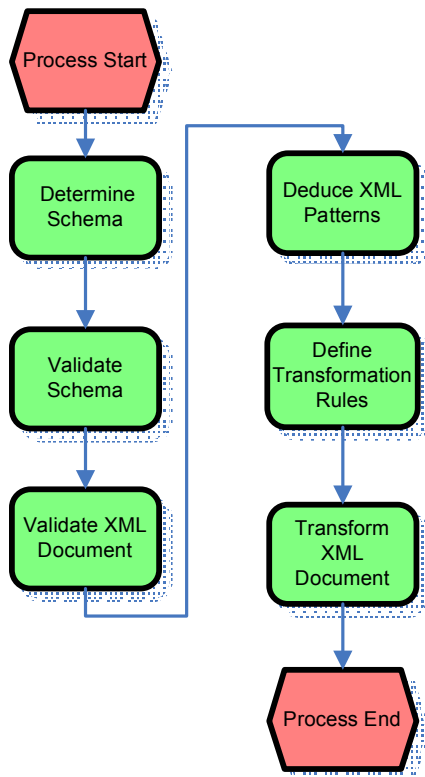 Process Start
Determine
Schema
Validate
Schema
Validate XML
Document
Deduce XML
Patterns
Define
Transformation
Rules
Transform
XML
Document
Process End